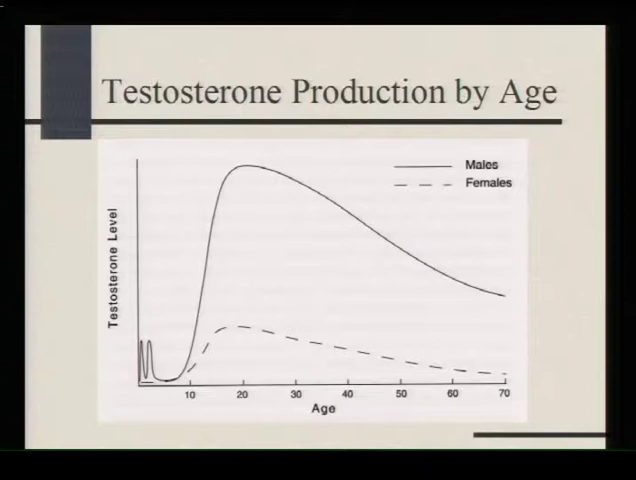 Testosterone Production by Age
Males
Females
Testosterone Level
10 20 30 40 50 60 70
Age